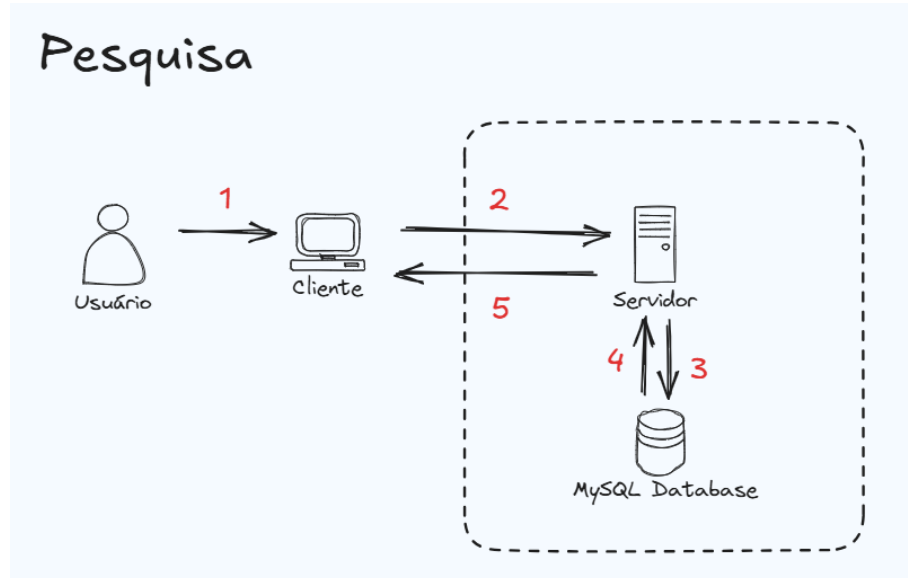 Pesquisa
1
2
Usuário
Cliente
5
Servidor
4
3
MySQL Database